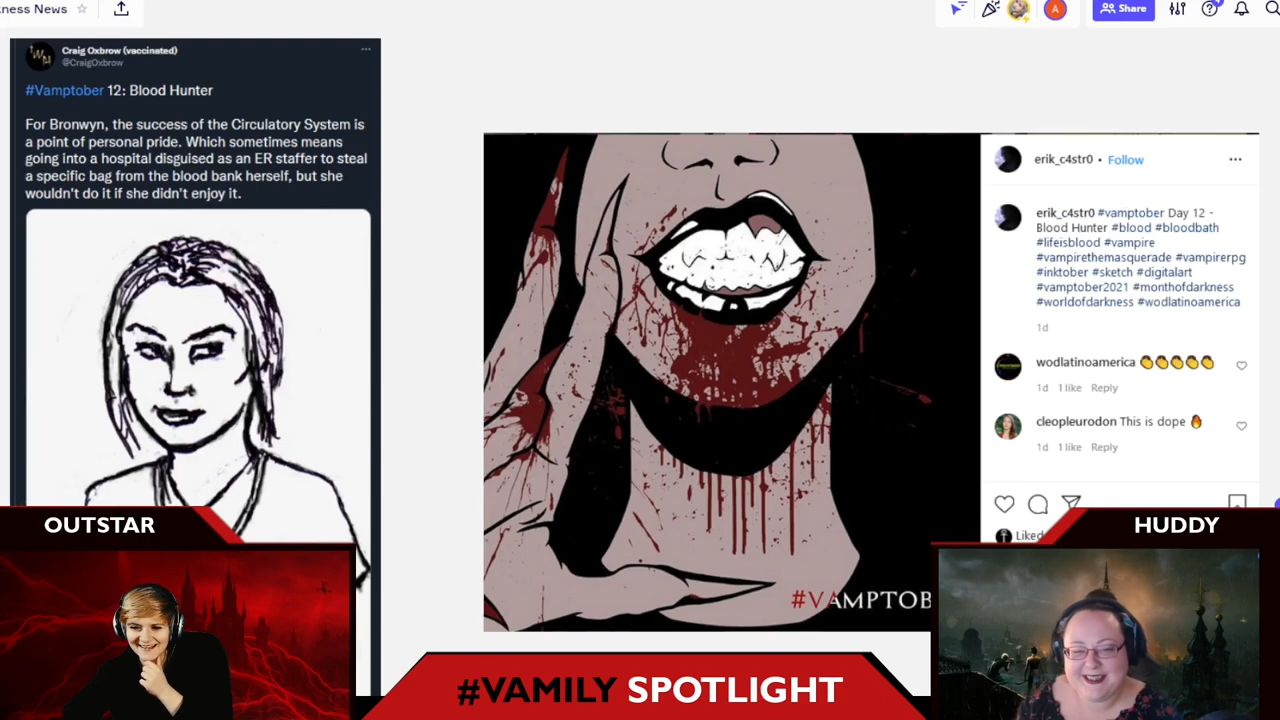 kness News
Share
A
Craig Oxbrow (vaccinated)
@CraigOxbrow
#Vamptober 12: Blood Hunter
For Bronwyn, the success of the Circulatory System is
a point of personal pride. Which sometimes means
going into a hospital disguised as an ER staffer to steal
a specific bag from the blood bank herself, but she
wouldn't do it if she didn't enjoy it.
#VAMPTOB
erik_c4str0 • Follow
erik_c4str0 #vamptober Day 12 -
Blood Hunter #blood #bloodbath
#lifeisblood #vampire
#vampirethemasquerade #vampirerpg
#inktober #sketch #digitalart
#vamptober2021 #monthofdarkness
#worldofdarkness #wodlatinoamerica
1d
wodlatinoamerica 👏👏👏👏👏
1d 1 like Reply
cleopleurodon This is dope 🔥
1d 1 like Reply
Liked
OUTSTAR
HUDDY
#VAMILY SPOTLIGHT